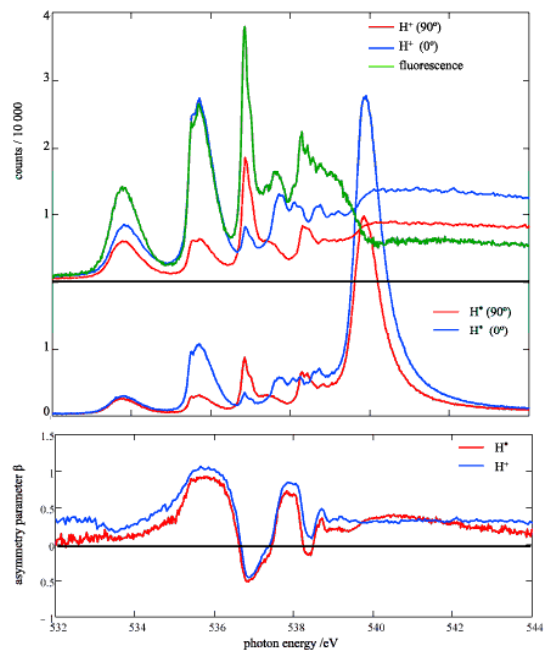 4
H⁺ (90º)
H⁺ (0º)
fluorescence
3
counts / 10 000
2
1
H* (90º)
H* (0º)
1
0
1.5
H*
H⁺
1
asymmetry parameter β
0.5
0
0.5
532
534
536
538
540
542
544
photon energy /eV